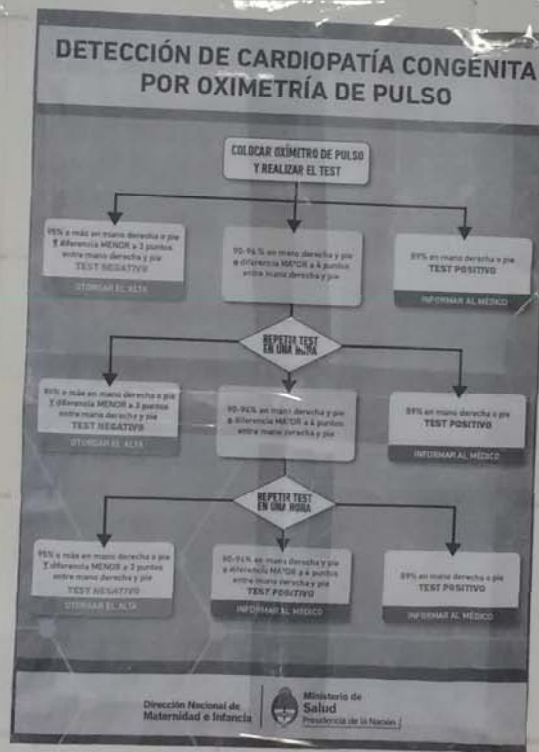 DETECCIÓN DE CARDIOPATÍA CONGÉNITA
POR OXIMETRÍA DE PULSO
COLOCAR OXÍMETRO DE PULSO
Y REALIZAR EL TEST
95% o más en mano derecha o pie
Y diferencia MENOR a 3 puntos
entre mano derecha y pie
TEST NEGATIVO
OTORGAR EL ALTA
90-94% en mano derecha y pie
o diferencia MAYOR a 4 puntos
entre mano derecha y pie
89% en mano derecha o pie
TEST POSITIVO
INFORMAR AL MÉDICO
REPETIR TEST
EN UNA HORA
95% o más en mano derecha o pie
Y diferencia MENOR a 3 puntos
entre mano derecha y pie
TEST NEGATIVO
OTORGAR EL ALTA
90-94% en mano derecha y pie
o diferencia MAYOR a 4 puntos
entre mano derecha y pie
89% en mano derecha o pie
TEST POSITIVO
INFORMAR AL MÉDICO
REPETIR TEST
EN UNA HORA
95% o más en mano derecha o pie
Y diferencia MENOR a 3 puntos
entre mano derecha y pie
TEST NEGATIVO
OTORGAR EL ALTA
90-94% en mano derecha y pie
o diferencia MAYOR a 4 puntos
entre mano derecha y pie
TEST POSITIVO
INFORMAR AL MÉDICO
89% en mano derecha o pie
TEST POSITIVO
INFORMAR AL MÉDICO
Dirección Nacional de
Maternidad e Infancia
Ministerio de
Salud
Presidencia de la Nación